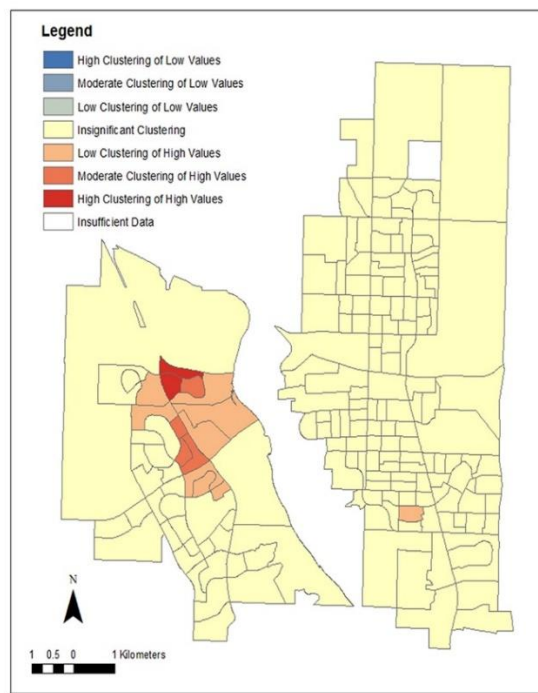 Legend
High Clustering of Low Values
Moderate Clustering of Low Values
Low Clustering of Low Values
Insignificant Clustering
Low Clustering of High Values
Moderate Clustering of High Values
High Clustering of High Values
Insufficient Data
N
1 0.5 0 1 Kilometers